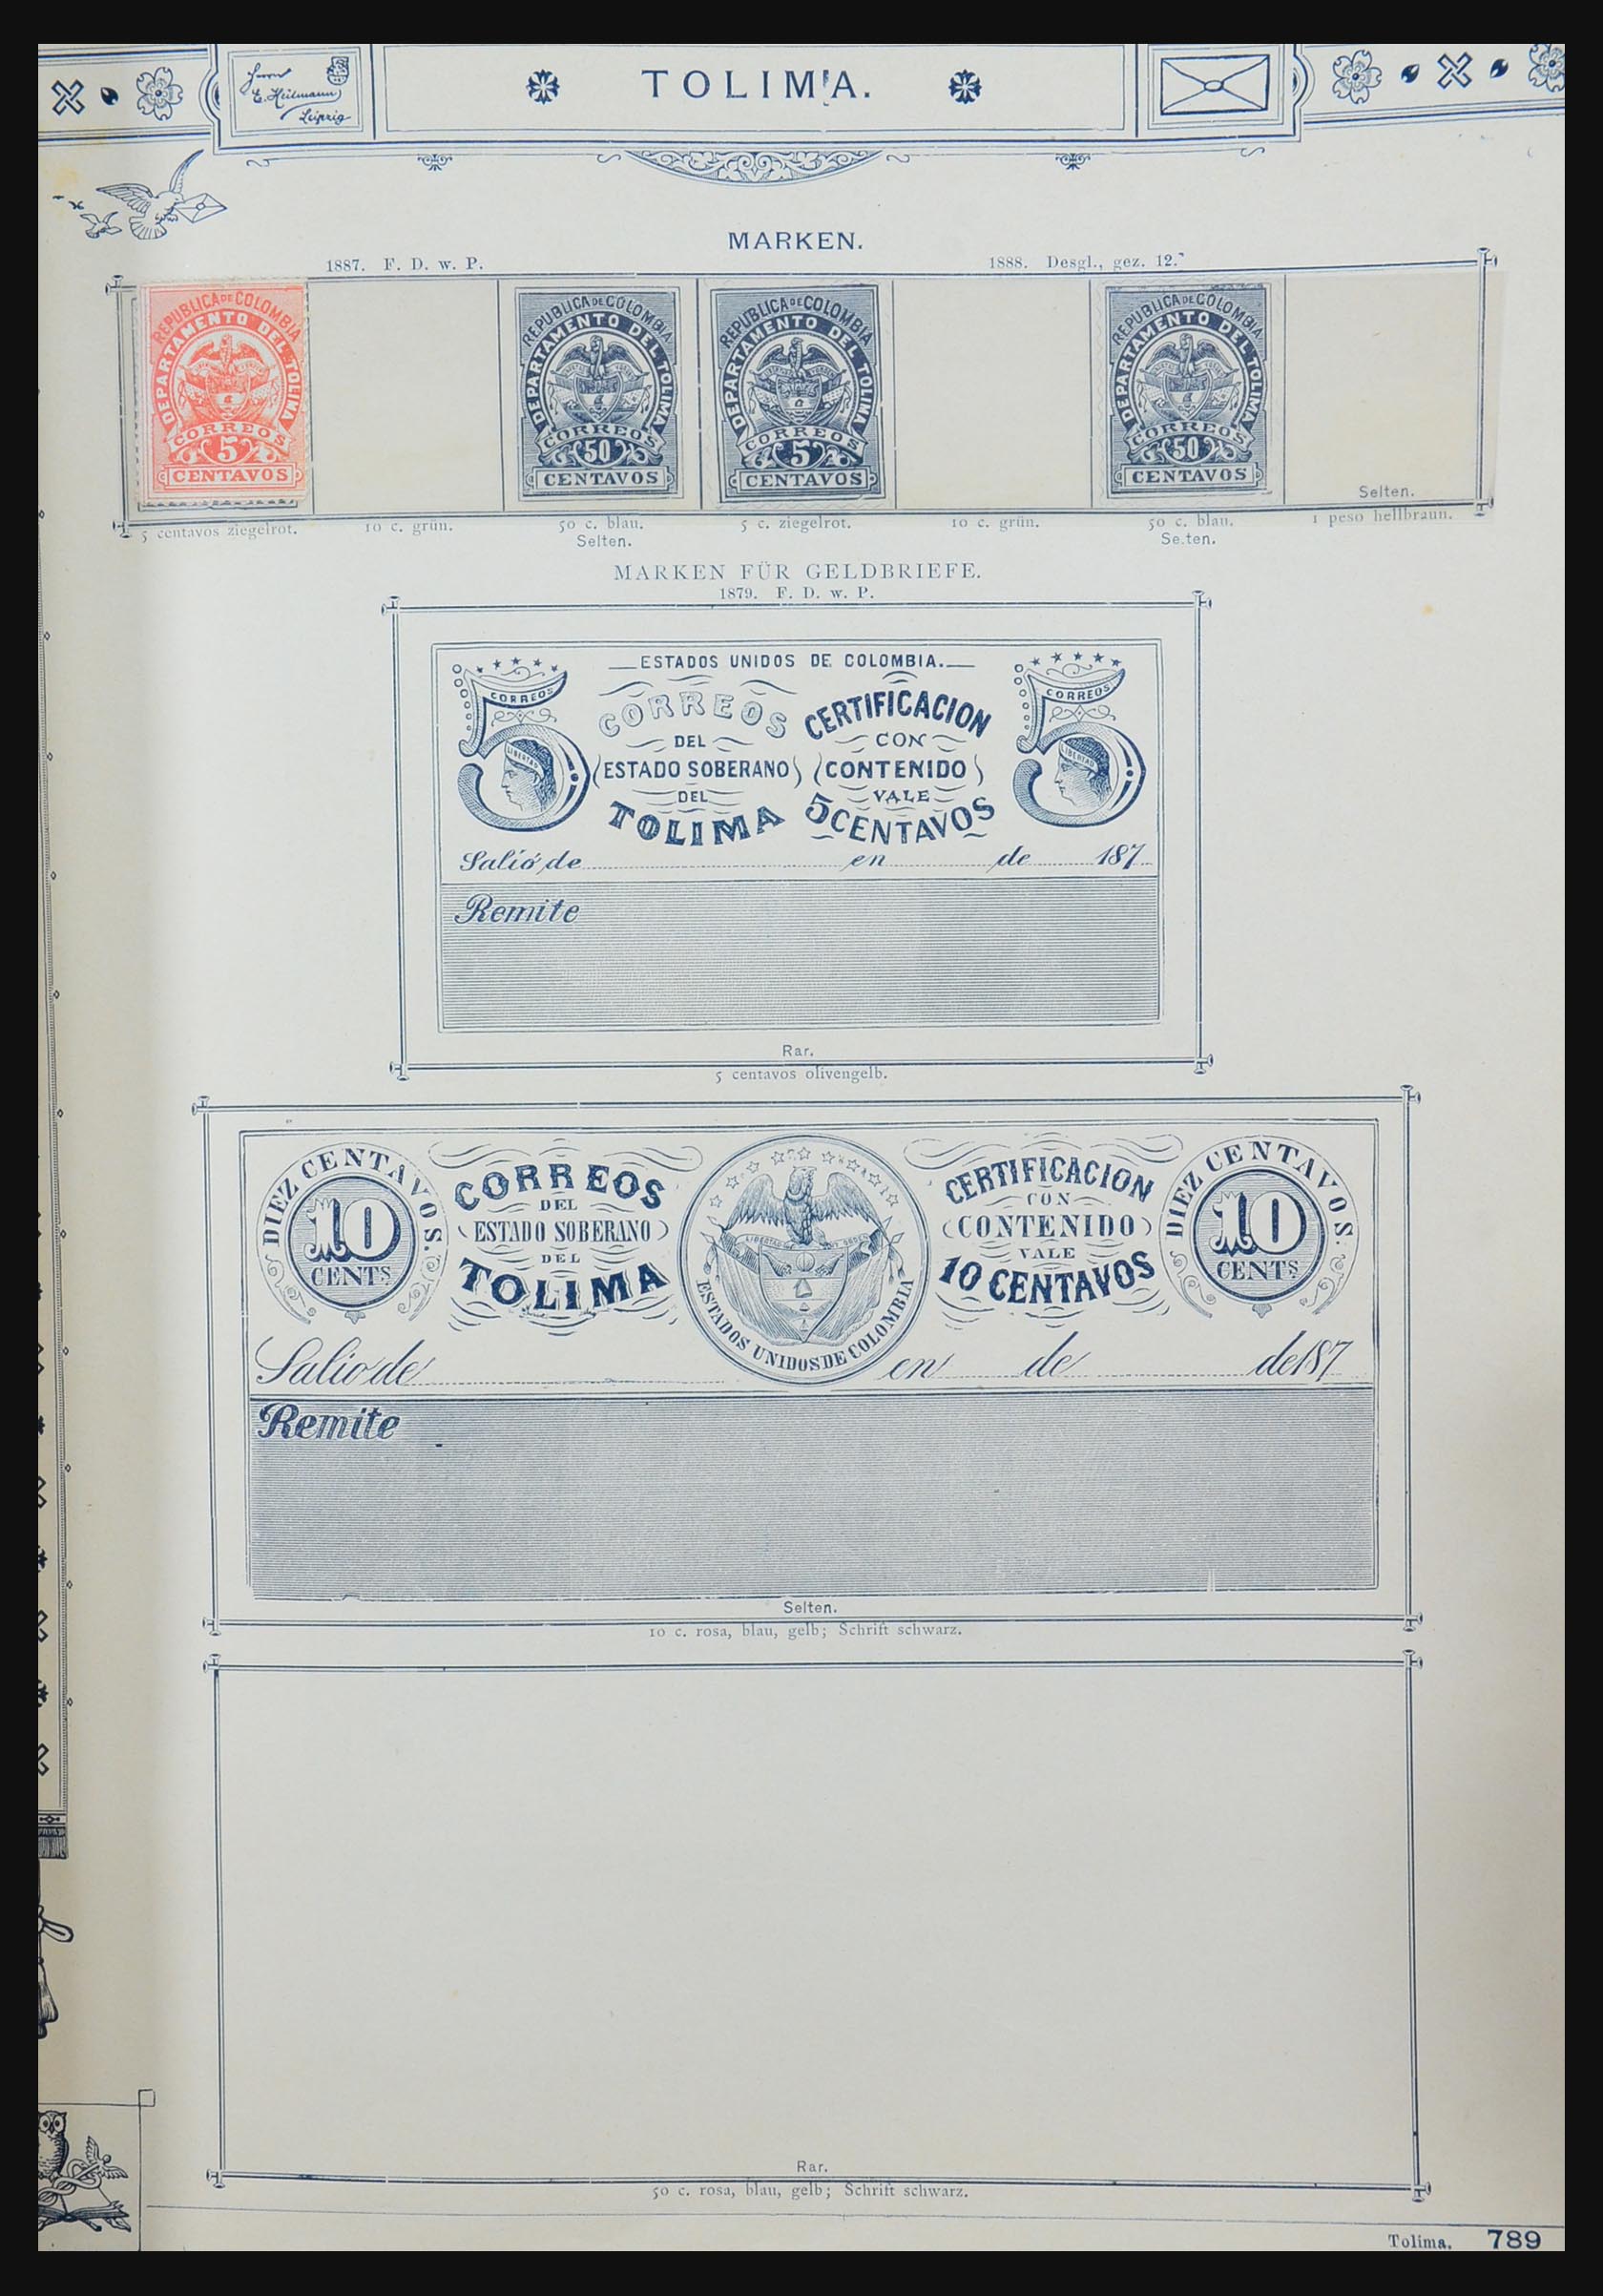 Herrn
E. Heilmann
Leipzig
TOLIMA.
MARKEN.
1887. F. D. w. P.
1888. Desgl., gez. 12.
REPUBLICA DE COLOMBIA
DEPARTAMENTO DEL TOLIMA
CORREOS
5
CENTAVOS
REPUBLICA DE COLOMBIA
DEPARTAMENTO DEL TOLIMA
CORREOS
50
CENTAVOS
REPUBLICA DE COLOMBIA
DEPARTAMENTO DEL TOLIMA
CORREOS
5
CENTAVOS
REPUBLICA DE COLOMBIA
DEPARTAMENTO DEL TOLIMA
CORREOS
50
CENTAVOS
Selten.
5 centavos ziegelrot.
10 c. grün.
50 c. blau.
Selten.
5 c. ziegelrot.
10 c. grün.
50 c. blau.
Se.ten.
1 peso hellbraun.
MARKEN FÜR GELDBRIEFE.
1879. F. D. w. P.
ESTADOS UNIDOS DE COLOMBIA.
5 CORREOS LIBERTAD
CORREOS
DEL
ESTADO SOBERANO
DEL
TOLIMA
CERTIFICACION
CON
CONTENIDO
VALE
5 CENTAVOS
5 CORREOS LIBERTAD
Salió de en de 187
Remite
Rar.
5 centavos olivengelb.
DIEZ CENTAVOS.
10
CENTS
CORREOS
DEL
ESTADO SOBERANO
DEL
TOLIMA
ESTADOS UNIDOS DE COLOMBIA
CERTIFICACION
CON
CONTENIDO
VALE
10 CENTAVOS
DIEZ CENTAVOS.
10
CENTS
Salio de en de de 187
Remite
Selten.
10 c. rosa, blau, gelb; Schrift schwarz.
Rar.
50 c. rosa, blau, gelb; Schrift schwarz.
Tolima. 789